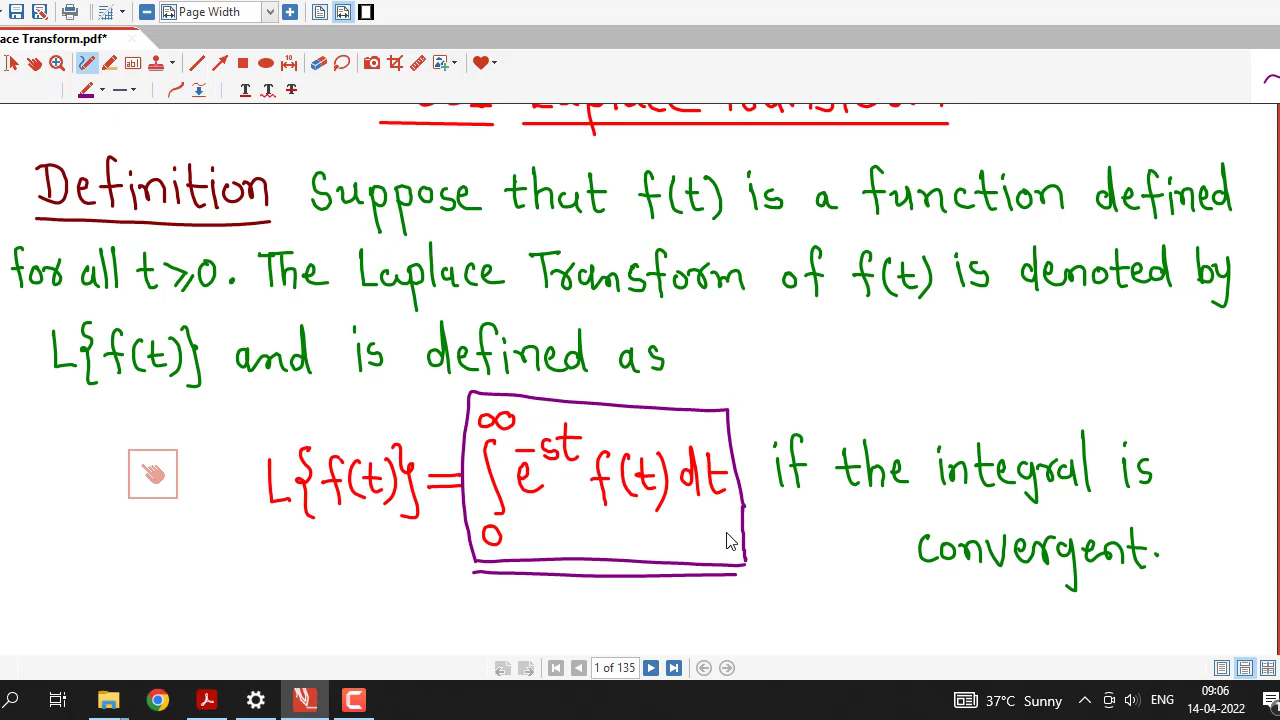 Page Width
ace Transform.pdf*
Laplace Transform
Definition Suppose that f(t) is a function defined
for all t ⩾ 0. The Laplace Transform of f(t) is denoted by
L{f(t)} and is defined as
L{f(t)} = ∫₀^∞ e^-st f(t) dt if the integral is
convergent.
1 of 135
37°C Sunny
ENG
09:06
14-04-2022